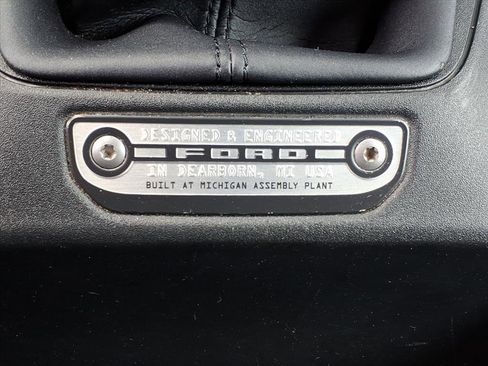 DESIGNED & ENGINEERED
FORD
IN DEARBORN, MI USA
BUILT AT MICHIGAN ASSEMBLY PLANT